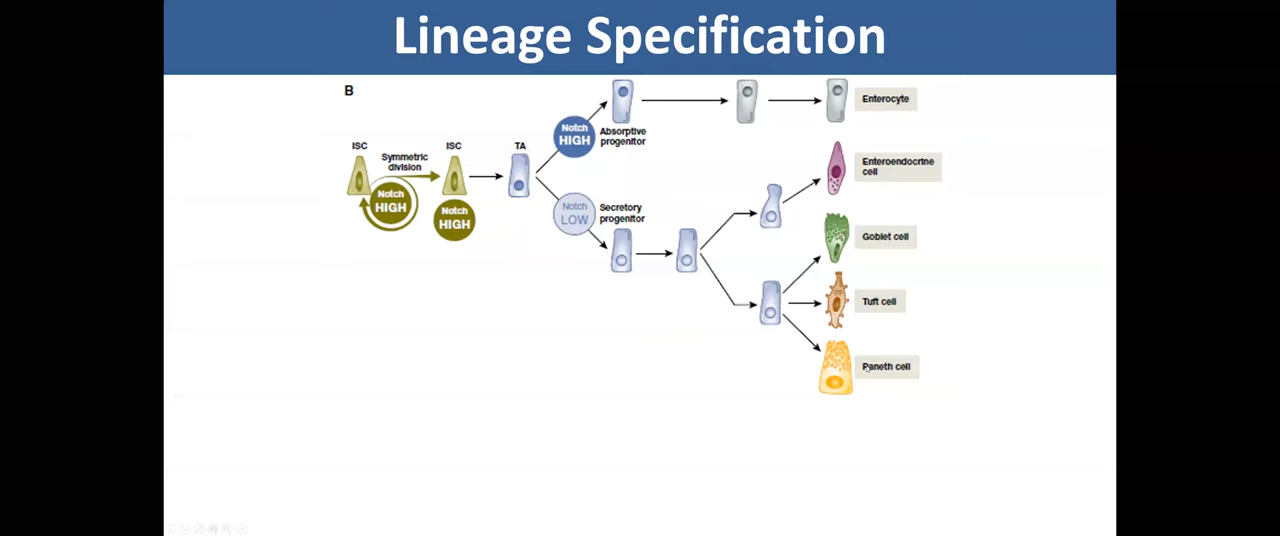 Lineage Specification
B
ISC
Symmetric
division
Notch
HIGH
ISC
Notch
HIGH
TA
Notch
HIGH
Absorptive
progenitor
Notch
LOW
Secretory
progenitor
Enterocyte
Enteroendocrine
cell
Goblet cell
Tuft cell
Paneth cell